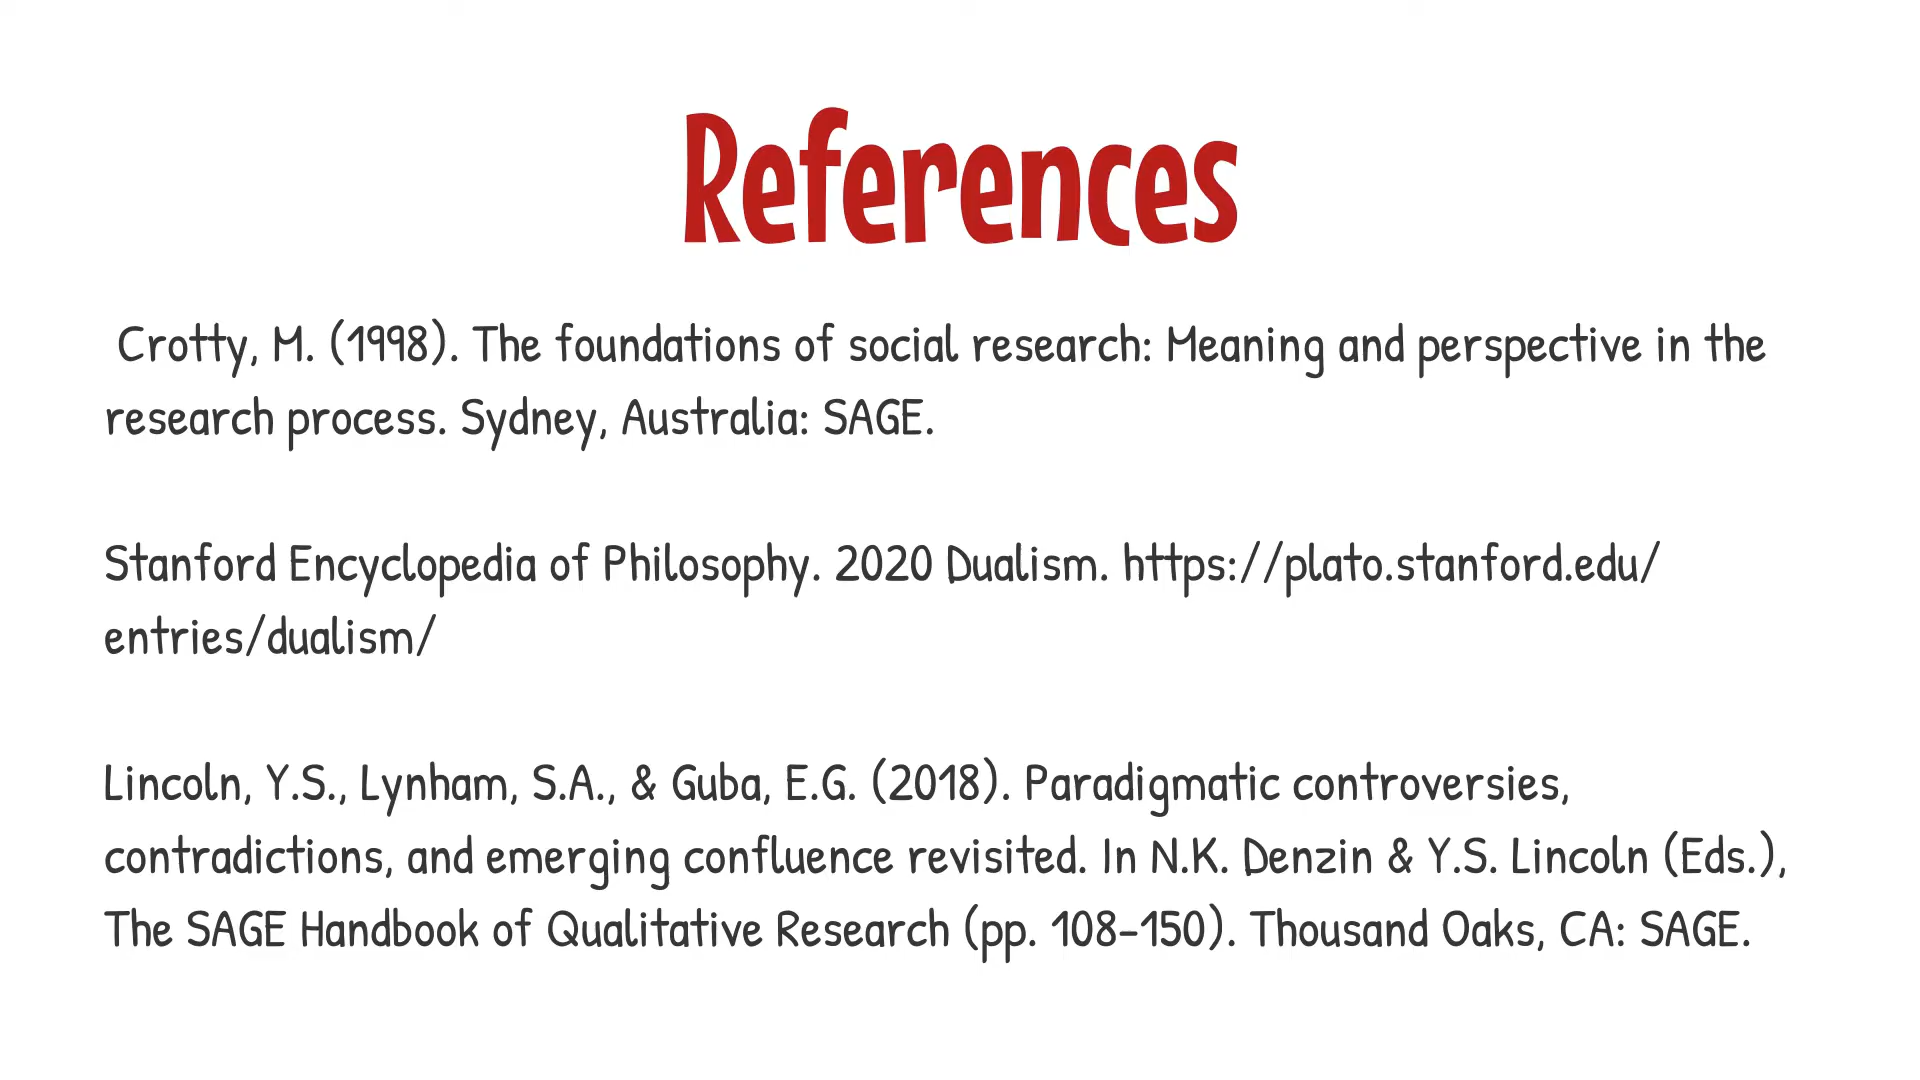 References
Crotty, M. (1998). The foundations of social research: Meaning and perspective in the
research process. Sydney, Australia: SAGE.
Stanford Encyclopedia of Philosophy. 2020 Dualism. https://plato.stanford.edu/
entries/dualism/
Lincoln, Y.S., Lynham, S.A., & Guba, E.G. (2018). Paradigmatic controversies,
contradictions, and emerging confluence revisited. In N.K. Denzin & Y.S. Lincoln (Eds.),
The SAGE Handbook of Qualitative Research (pp. 108-150). Thousand Oaks, CA: SAGE.